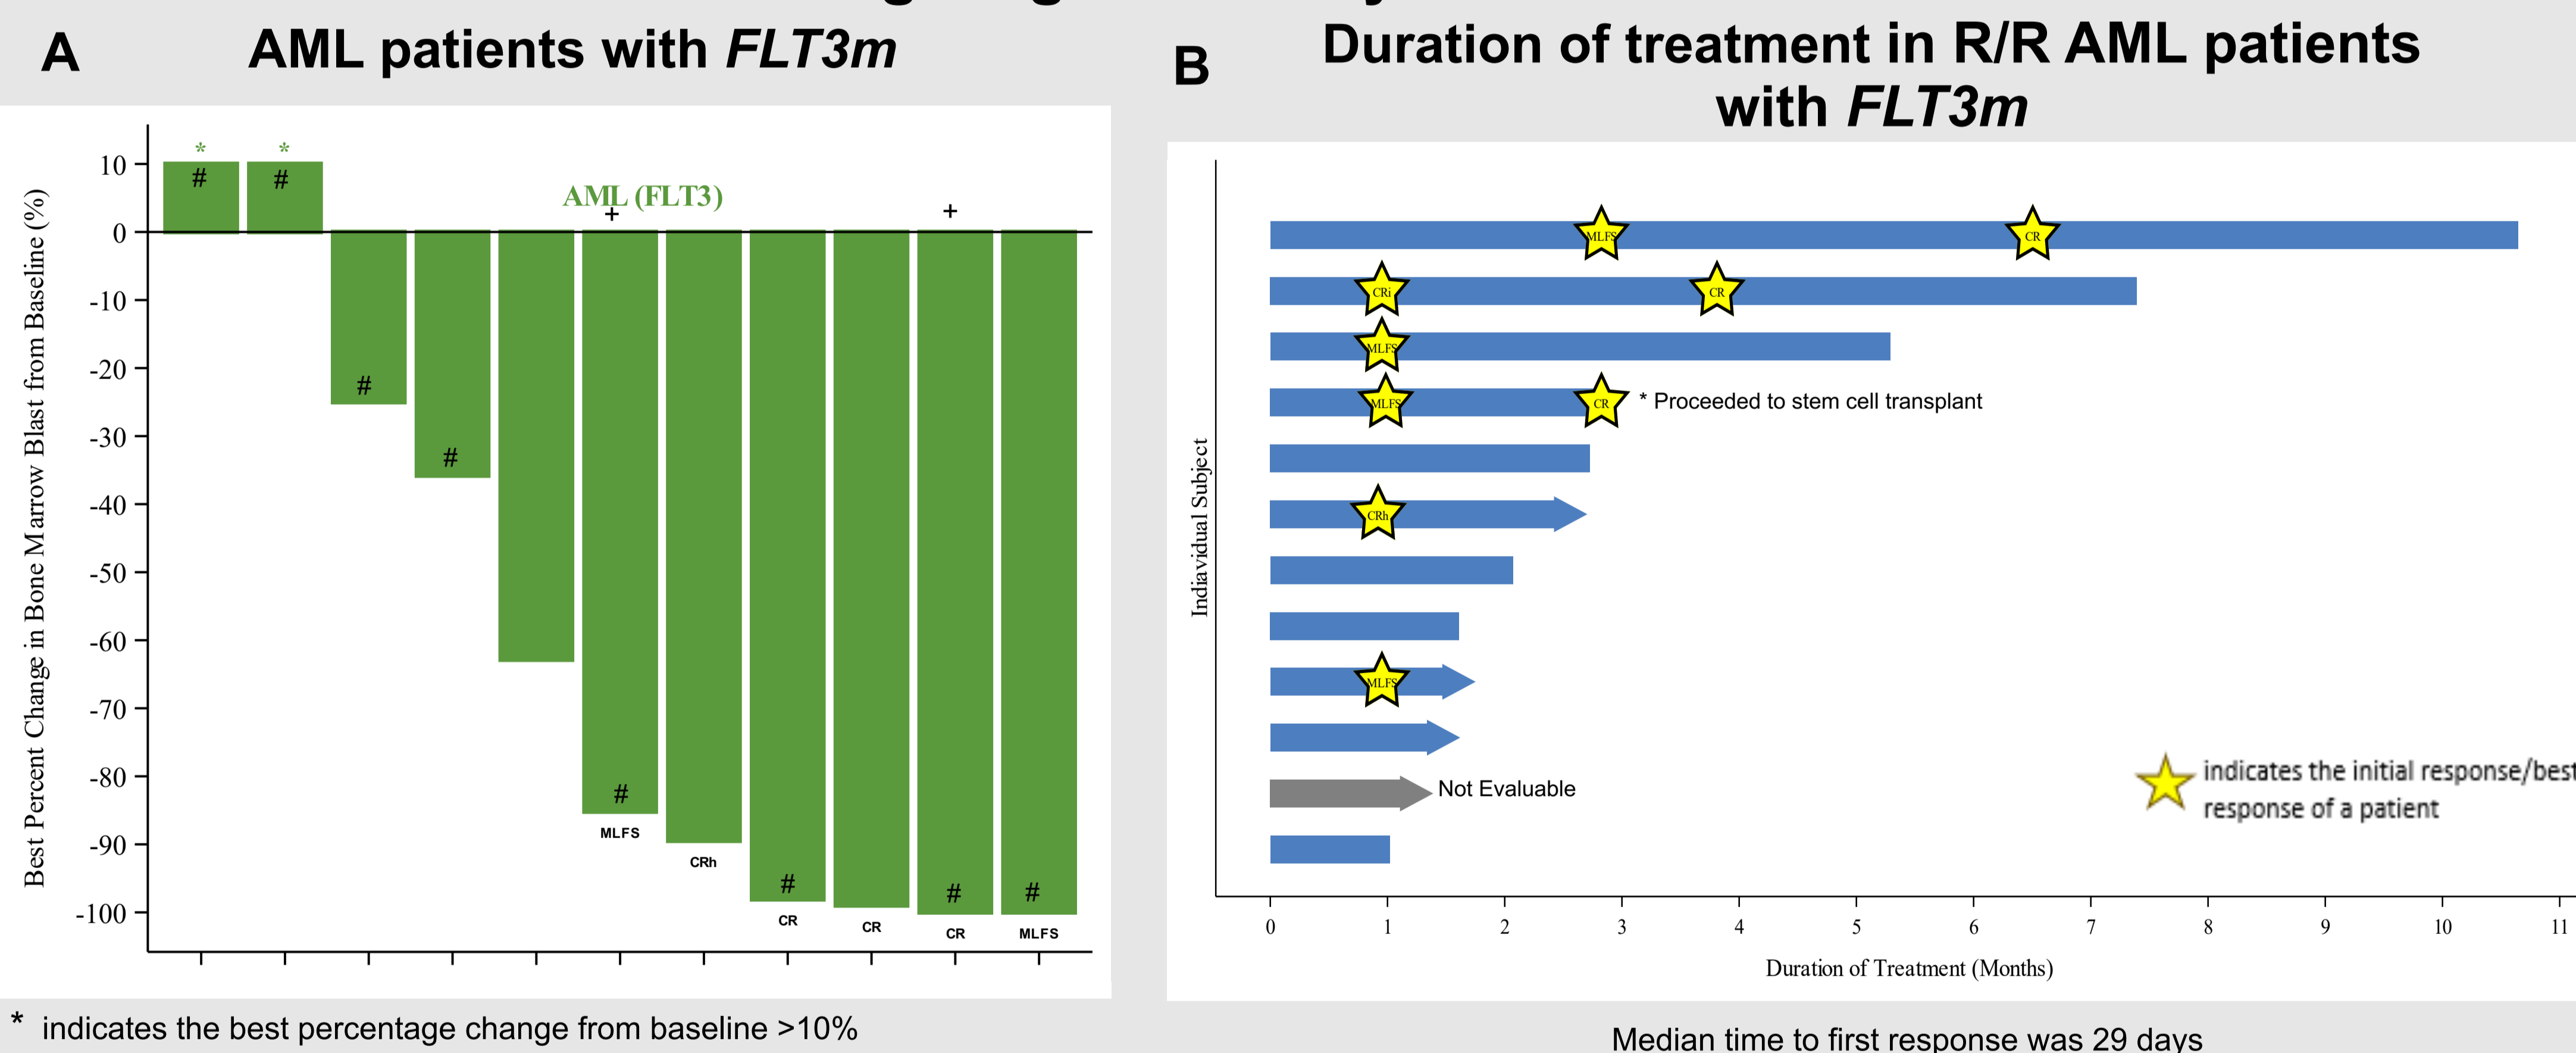 A
AML patients with FLT3m
Best Percent Change in Bone Marrow Blast from Baseline (%)
10
0
-10
-20
-30
-40
-50
-60
-70
-80
-90
-100
* *
# #
AML (FLT3)
+ +
#
#
#
MLFS
CRh
#
CR
CR
#
CR
#
MLFS
* indicates the best percentage change from baseline >10%
B
Duration of treatment in R/R AML patients
with FLT3m
Indiavidual Subject
MLFS CR
CRi CR
MLFS
MLFS CR * Proceeded to stem cell transplant
CRh
MLFS
Not Evaluable
indicates the initial response/best
response of a patient
0 1 2 3 4 5 6 7 8 9 10 11
Duration of Treatment (Months)
Median time to first response was 29 days